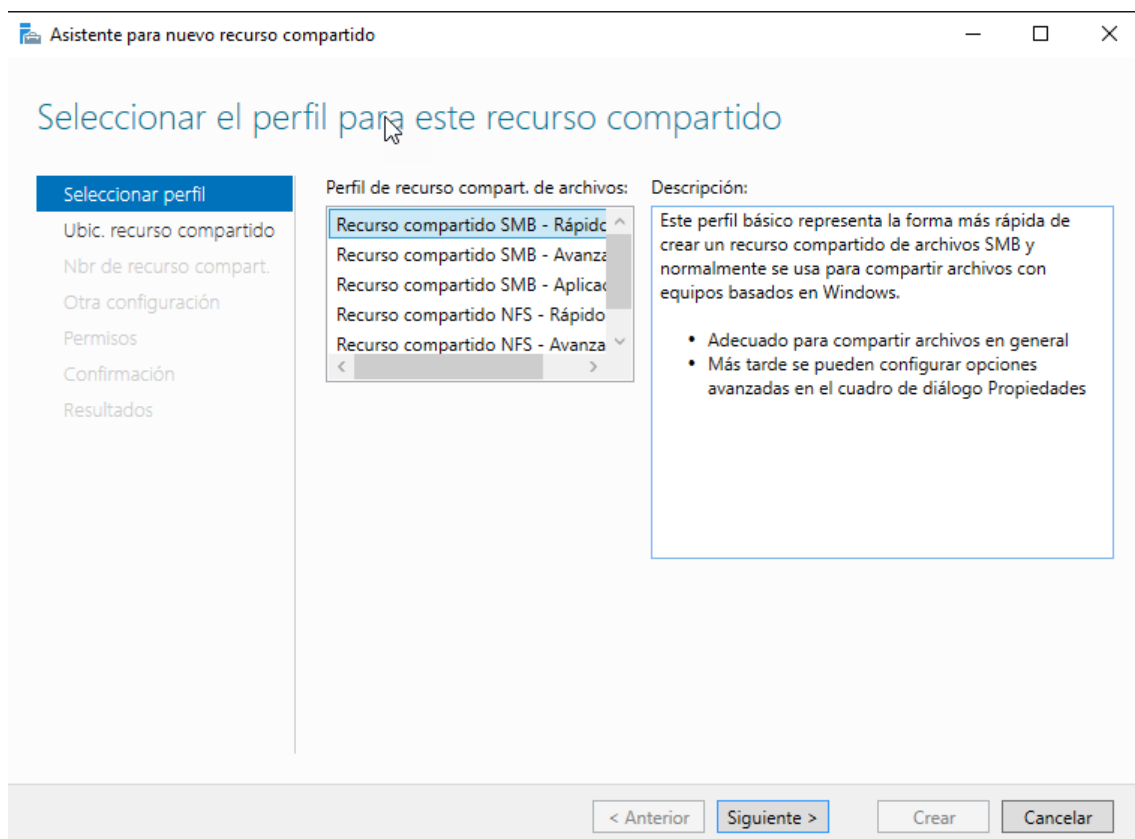 Asistente para nuevo recurso compartido
Seleccionar el perfil para este recurso compartido
Seleccionar perfil
Ubic. recurso compartido
Nbr de recurso compart.
Otra configuración
Permisos
Confirmación
Resultados
Perfil de recurso compart. de archivos:
Recurso compartido SMB - Rápido
Recurso compartido SMB - Avanza
Recurso compartido SMB - Aplicac
Recurso compartido NFS - Rápido
Recurso compartido NFS - Avanza
Descripción:
Este perfil básico representa la forma más rápida de
crear un recurso compartido de archivos SMB y
normalmente se usa para compartir archivos con
equipos basados en Windows.
• Adecuado para compartir archivos en general
• Más tarde se pueden configurar opciones
avanzadas en el cuadro de diálogo Propiedades
< Anterior
Siguiente >
Crear
Cancelar